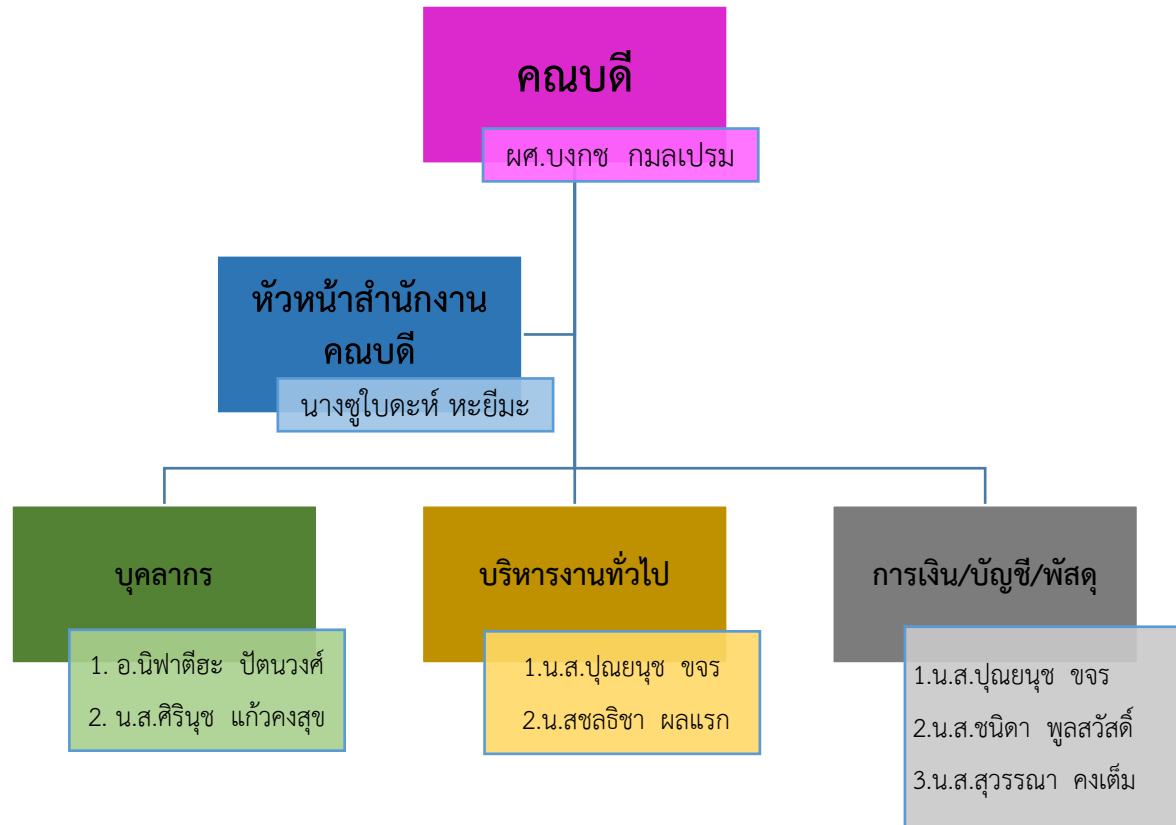 คณบดี
ผศ.บงกช กมลเปรม
หัวหน้าสำนักงาน
คณบดี
นางซูใบดะห์ หะยีมะ
บุคลากร
1. อ.นิฟาตีฮะ ปัตนวงศ์
2. น.ส.ศิรินุช แก้วคงสุข
บริหารงานทั่วไป
1.น.ส.ปุณยนุช ขจร
2.น.สชลธิชา ผลแรก
การเงิน/บัญชี/พัสดุ
1.น.ส.ปุณยนุช ขจร
2.น.ส.ชนิดา พูลสวัสดิ์
3.น.ส.สุวรรณา คงเต็ม